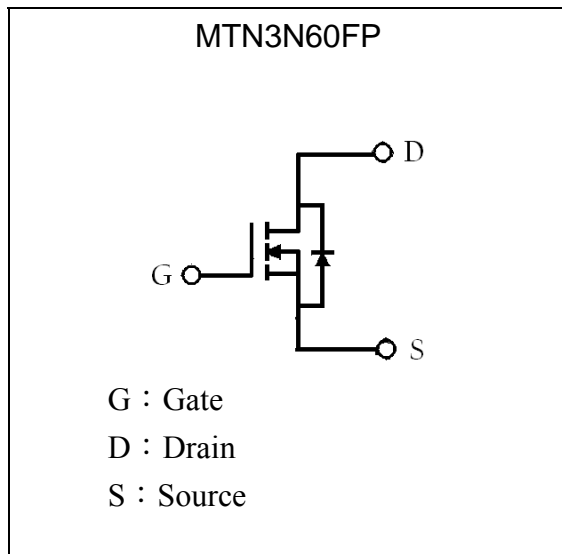 MTN3N60FP
D
G
S
G：Gate
D：Drain
S：Source